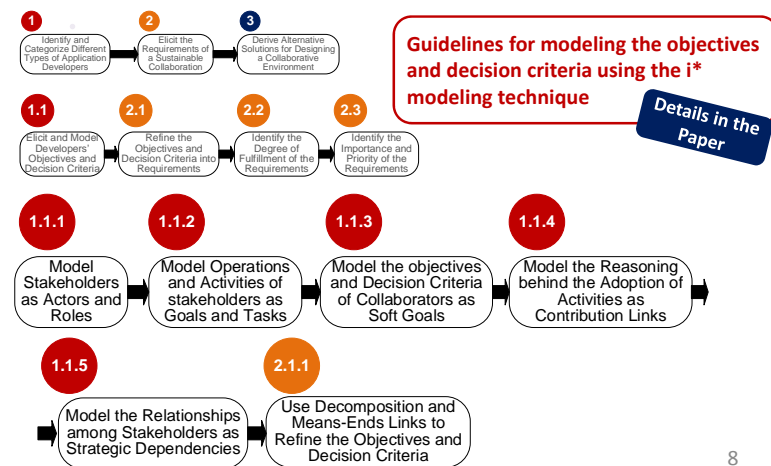 1
2
3
Identify and
Categorize Different
Types of Application
Developers
Elicit the
Requirements of
a Sustainable
Collaboration
Derive Alternative
Solutions for Designing
a Collaborative
Environment
Guidelines for modeling the objectives
and decision criteria using the i*
modeling technique
Details in the
Paper
1.1
2.1
2.2
2.3
Elicit and Model
Developers'
Objectives and
Decision Criteria
Refine the
Objectives and
Decision Criteria into
Requirements
Identify the
Degree of
Fulfillment of the
Requirements
Identify the
Importance and
Priority of the
Requirements
1.1.1
1.1.2
1.1.3
1.1.4
Model
Stakeholders
as Actors and
Roles
Model Operations
and Activities of
stakeholders as
Goals and Tasks
Model the objectives
and Decision Criteria
of Collaborators as
Soft Goals
Model the Reasoning
behind the Adoption of
Activities as
Contribution Links
1.1.5
2.1.1
Model the Relationships
among Stakeholders as
Strategic Dependencies
Use Decomposition and
Means-Ends Links to
Refine the Objectives and
Decision Criteria
8